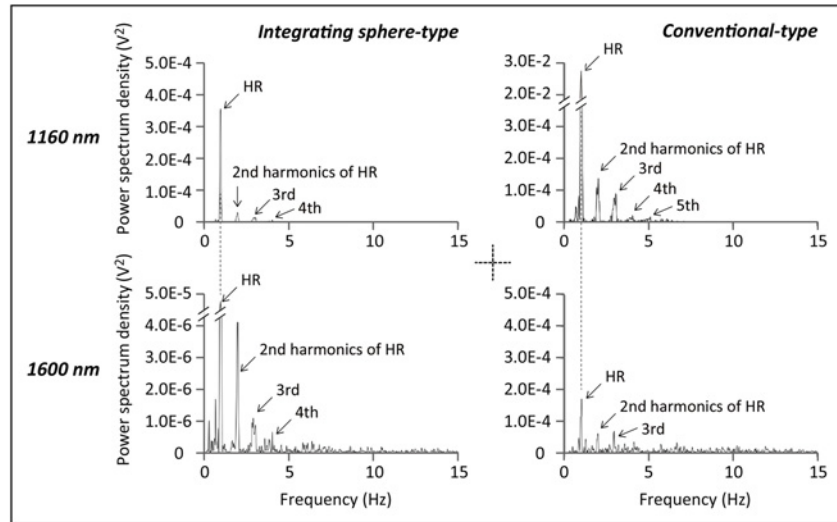 Integrating sphere-type
Conventional-type
1160 nm
Power spectrum density (V²)
5.0E-4
4.0E-4
3.0E-4
2.0E-4
1.0E-4
0
HR
2nd harmonics of HR
3rd
4th
0 5 10 15
3.0E-2
2.0E-2
4.0E-4
2.0E-4
1.0E-4
0
HR
2nd harmonics of HR
3rd
4th
5th
0 5 10 15
1600 nm
Power spectrum density (V²)
5.0E-5
4.0E-6
3.0E-6
2.0E-6
1.0E-6
0
HR
2nd harmonics of HR
3rd
4th
0 5 10 15
Frequency (Hz)
5.0E-4
4.0E-4
3.0E-4
2.0E-4
1.0E-4
0
HR
2nd harmonics of HR
3rd
0 5 10 15
Frequency (Hz)